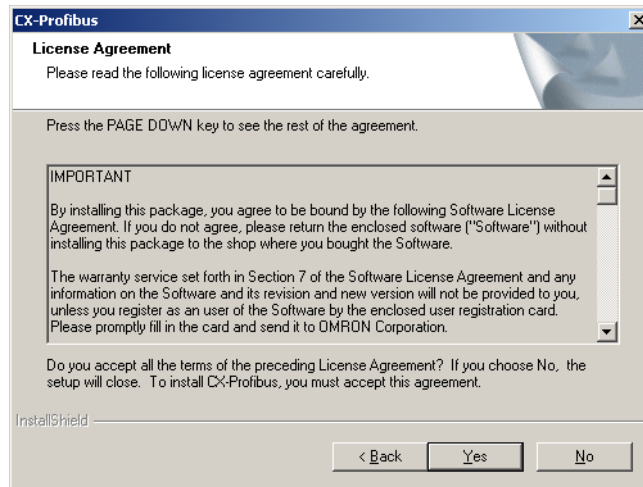 CX-Profibus
License Agreement
Please read the following license agreement carefully.
Press the PAGE DOWN key to see the rest of the agreement.
IMPORTANT
By installing this package, you agree to be bound by the following Software License
Agreement. If you do not agree, please return the enclosed software ("Software") without
installing this package to the shop where you bought the Software.
The warranty service set forth in Section 7 of the Software License Agreement and any
information on the Software and its revision and new version will not be provided to you,
unless you register as an user of the Software by the enclosed user registration card.
Please promptly fill in the card and send it to OMRON Corporation.
Do you accept all the terms of the preceding License Agreement? If you choose No, the
setup will close. To install CX-Profibus, you must accept this agreement.
InstallShield
< Back Yes No